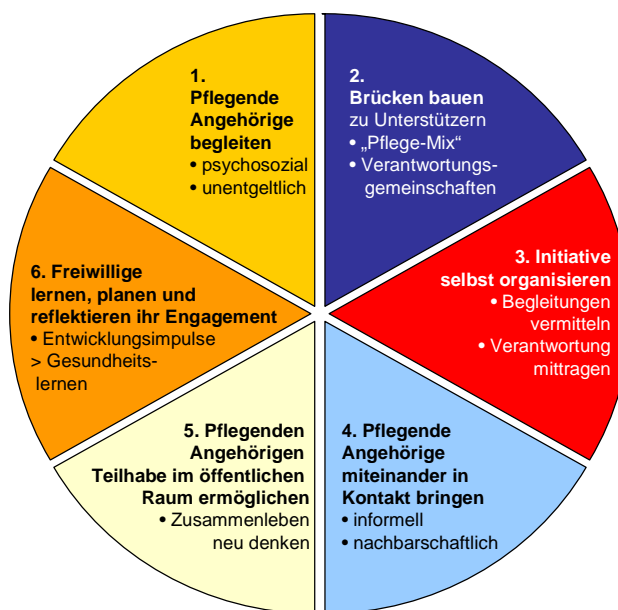 1.
Pflegende
Angehörige
begleiten
• psychosozial
• unentgeltlich
2.
Brücken bauen
zu Unterstützern
• „Pflege-Mix“
• Verantwortungs-
gemeinschaften
3. Initiative
selbst organisieren
• Begleitungen
vermitteln
• Verantwortung
mittragen
4. Pflegende
Angehörige
miteinander in
Kontakt bringen
• informell
• nachbarschaftlich
5. Pflegenden
Angehörigen
Teilhabe im öffentlichen
Raum ermöglichen
• Zusammenleben
neu denken
6. Freiwillige
lernen, planen und
reflektieren ihr Engagement
• Entwicklungsimpulse
> Gesundheits-
lernen